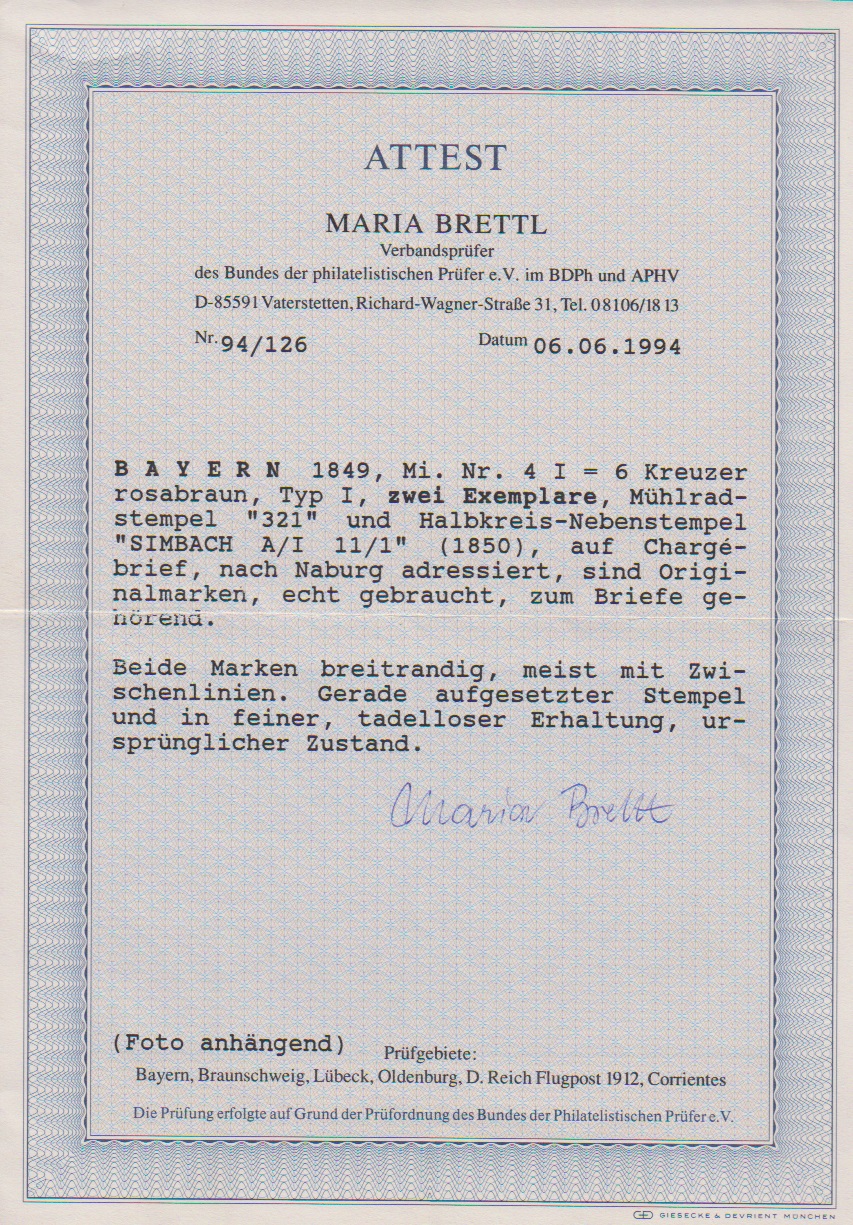 ATTEST
MARIA BRETTL
Verbandsprüfer
des Bundes der philatelistischen Prüfer e.V. im BDPh und APHV
D-85591 Vaterstetten, Richard-Wagner-Straße 31, Tel. 08106/18 13
Nr. 94/126 Datum 06.06.1994
B A Y E R N 1849, Mi. Nr. 4 I = 6 Kreuzer
rosabraun, Typ I, zwei Exemplare, Mühlrad-
stempel "321" und Halbkreis-Nebenstempel
"SIMBACH A/I 11/1" (1850), auf Chargé-
brief, nach Naburg adressiert, sind Origi-
nalmarken, echt gebraucht, zum Briefe ge-
hörend.
Beide Marken breitrandig, meist mit Zwi-
schenlinien. Gerade aufgesetzter Stempel
und in feiner, tadelloser Erhaltung, ur-
sprünglicher Zustand.
Maria Brettl
(Foto anhängend)
Prüfgebiete:
Bayern, Braunschweig, Lübeck, Oldenburg, D. Reich Flugpost 1912, Corrientes
Die Prüfung erfolgte auf Grund der Prüfordnung des Bundes der Philatelistischen Prüfer e.V.
GIESECKE & DEVRIENT MÜNCHEN